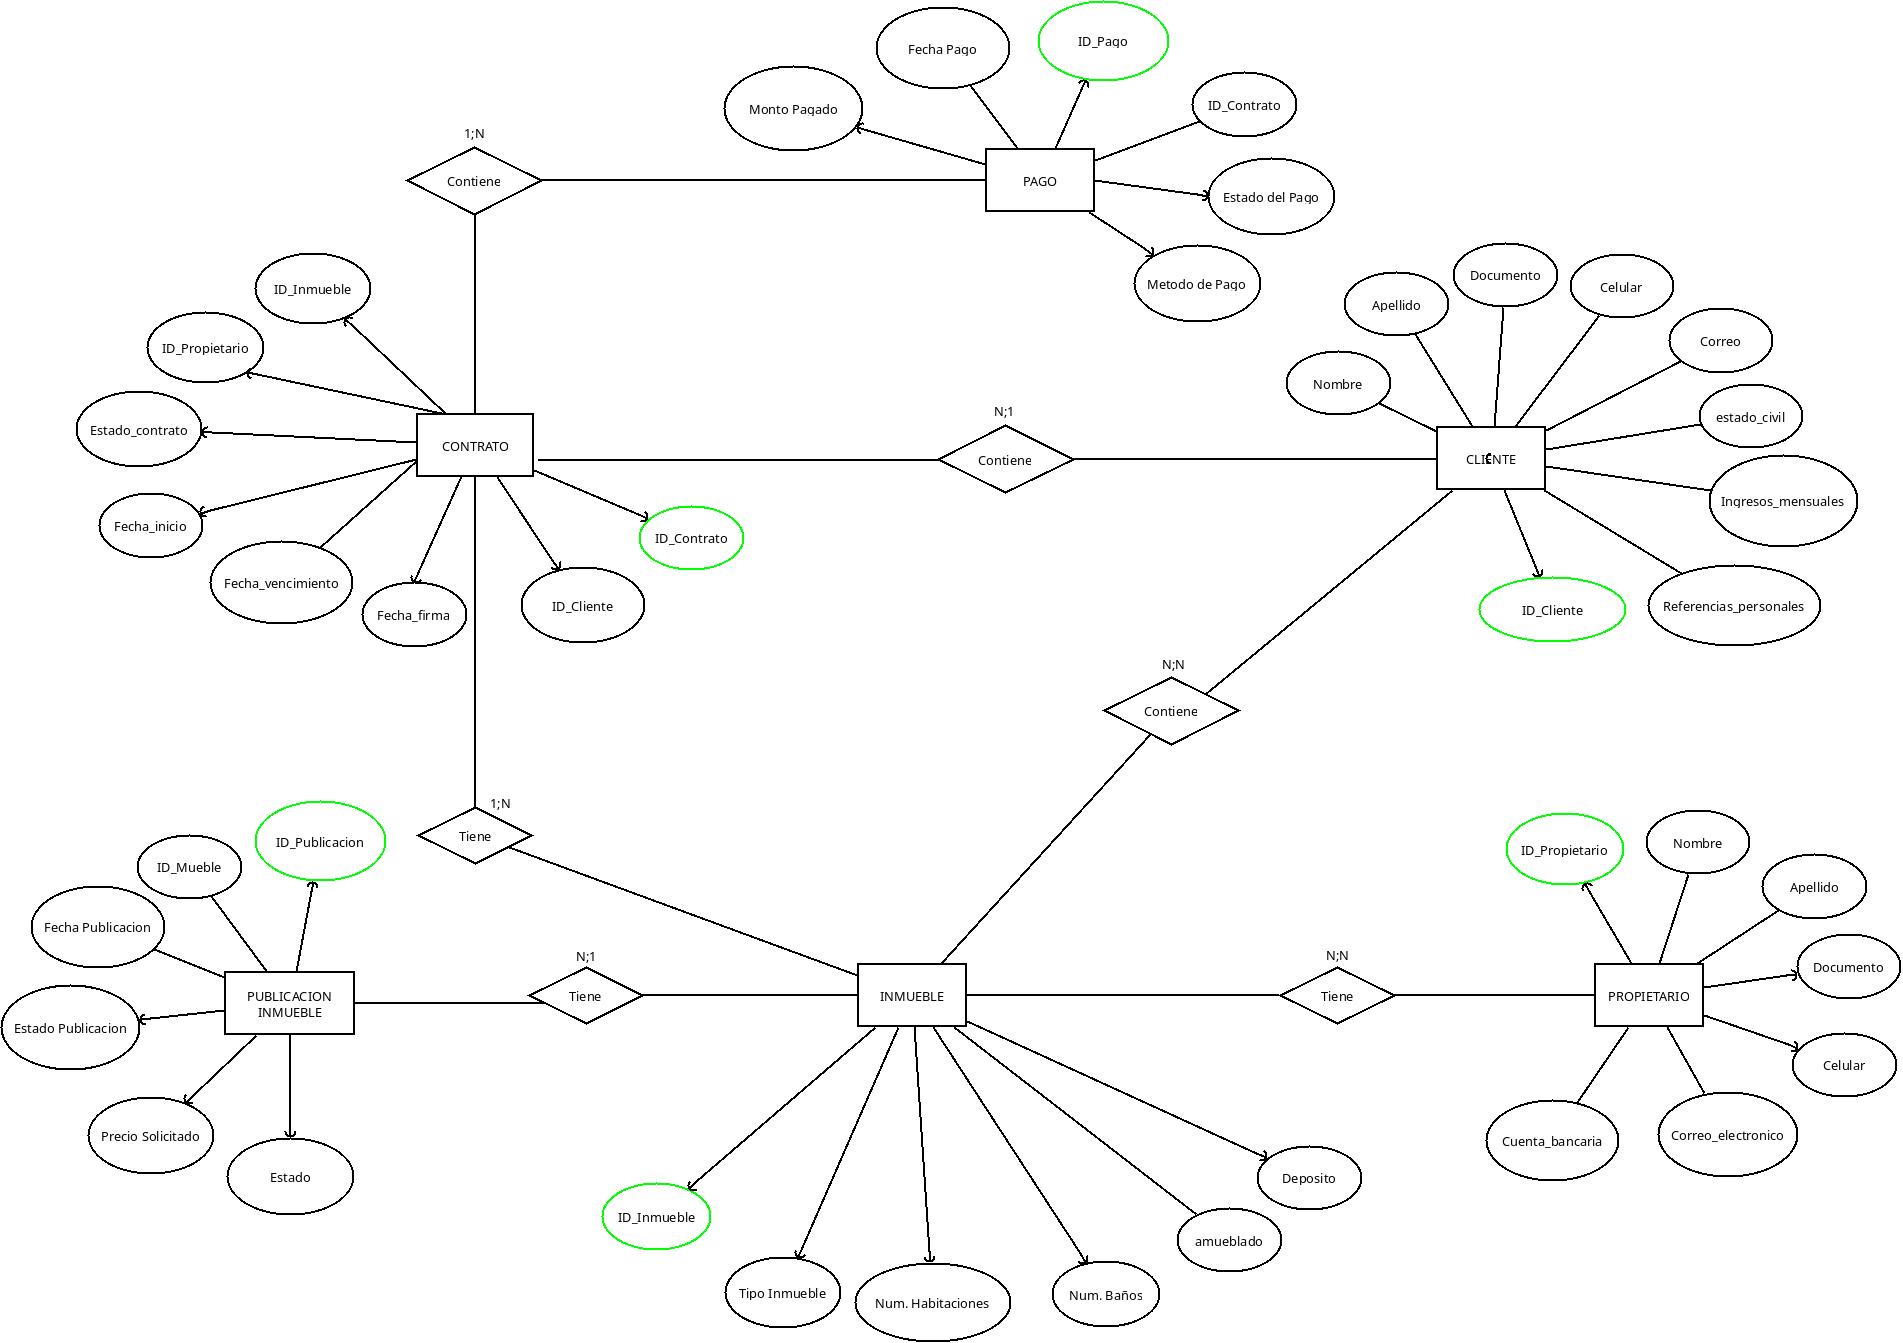 ID_Pago
Fecha Pago
Monto Pagado
ID_Contrato
1;N
Contiene
PAGO
Estado del Pago
Metodo de Pago
ID_Inmueble
ID_Propietario
Estado_contrato
CONTRATO
Fecha_inicio
Fecha_vencimiento
Fecha_firma
ID_Cliente
ID_Contrato
N;1
Contiene
Documento
Celular
Apellido
Correo
Nombre
estado_civil
CLIENTE
Ingresos_mensuales
ID_Cliente
Referencias_personales
N;N
Contiene
1;N
Tiene
ID_Publicacion
ID_Mueble
Fecha Publicacion
PUBLICACION
INMUEBLE
Estado Publicacion
Precio Solicitado
Estado
N;1
Tiene
INMUEBLE
N;N
Tiene
ID_Propietario
Nombre
Apellido
Documento
PROPIETARIO
Celular
Cuenta_bancaria
Correo_electronico
Deposito
ID_Inmueble
amueblado
Tipo Inmueble
Num. Habitaciones
Num. Baños